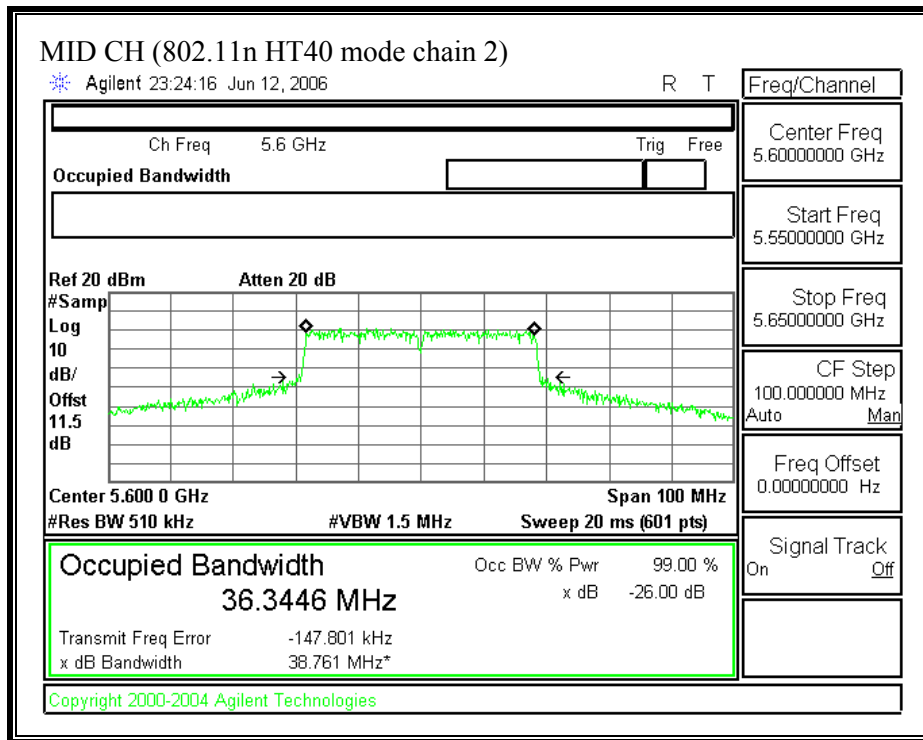 MID CH (802.11n HT40 mode chain 2)
Agilent 23:24:16 Jun 12, 2006 R T
Freq/Channel
Ch Freq 5.6 GHz Trig Free
Occupied Bandwidth
Center Freq
5.60000000 GHz
Start Freq
5.55000000 GHz
Stop Freq
5.65000000 GHz
CF Step
100.000000 MHz
Auto Man
Freq Offset
0.00000000 Hz
Signal Track
On Off
Ref 20 dBm Atten 20 dB
#Samp
Log
10
dB/
Offst
11.5
dB
Center 5.600 0 GHz Span 100 MHz
#Res BW 510 kHz #VBW 1.5 MHz Sweep 20 ms (601 pts)
Occupied Bandwidth Occ BW % Pwr 99.00 %
36.3446 MHz x dB -26.00 dB
Transmit Freq Error -147.801 kHz
x dB Bandwidth 38.761 MHz*
Copyright 2000-2004 Agilent Technologies